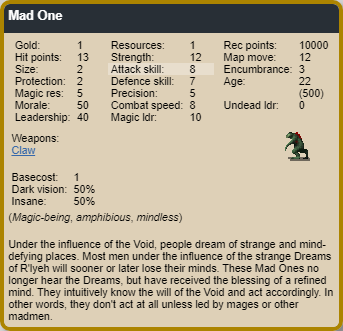 Mad One
Gold: 1 Resources: 1 Rec points: 10000
Hit points: 13 Strength: 12 Map move: 12
Size: 2 Attack skill: 8 Encumbrance: 3
Protection: 2 Defence skill: 7 Age: 22
Magic res: 5 Precision: 5 (500)
Morale: 50 Combat speed: 8 Undead ldr: 0
Leadership: 40 Magic ldr: 10
Weapons:
Claw
Basecost: 1
Dark vision: 50%
Insane: 50%
(Magic-being, amphibious, mindless)
Under the influence of the Void, people dream of strange and mind-
defying places. Most men under the influence of the strange Dreams
of R'lyeh will sooner or later lose their minds. These Mad Ones no
longer hear the Dreams, but have received the blessing of a refined
mind. They intuitively know the will of the Void and act accordingly. In
other words, they don't act at all unless led by mages or other
madmen.